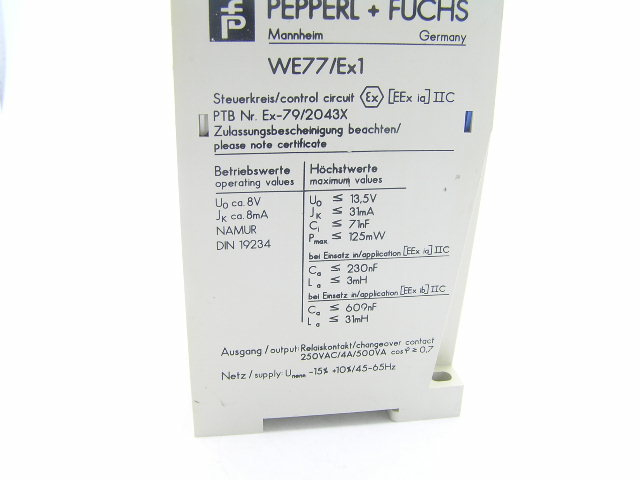 PEPPERL + FUCHS
Mannheim Germany
WE77/Ex1
Steuerkreis/control circuit Ex [EEx ia] IIC
PTB Nr. Ex-79/2043X
Zulassungsbescheinigung beachten/
please note certificate
Betriebswerte
operating values
U₀ ca. 8V
Jₖ ca. 8mA
NAMUR
DIN 19234
Höchstwerte
maximum values
U₀ ≤ 13,5V
Jₖ ≤ 31mA
Cᵢ ≤ 71nF
Pₘₐₓ ≤ 125mW
bei Einsatz in/application [EEx ia] IIC
Cₐ ≤ 230nF
Lₐ ≤ 3mH
bei Einsatz in/application [EEx ib] IIC
Cₐ ≤ 609nF
Lₐ ≤ 31mH
Ausgang / output: Relaiskontakt/changeover contact
250VAC/4A/500VA cosφ ≥ 0,7
Netz / supply: Uₙₑₙₙ -15% +10%/45-65Hz